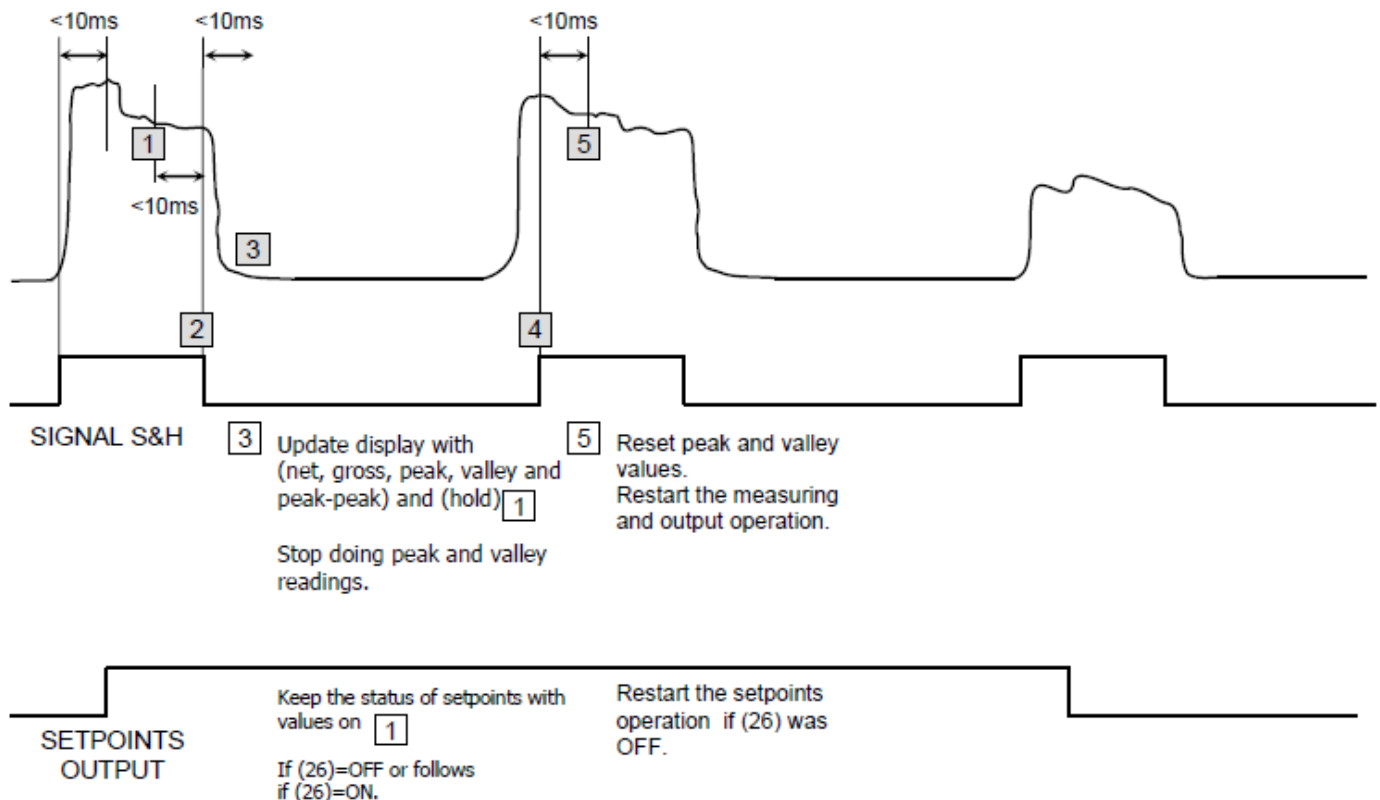 <10ms
<10ms
<10ms
1
5
<10ms
3
2
4
SIGNAL S&H
3
Update display with
(net, gross, peak, valley and
peak-peak) and (hold) 1
Stop doing peak and valley
readings.
5
Reset peak and valley
values.
Restart the measuring
and output operation.
SETPOINTS
OUTPUT
Keep the status of setpoints with
values on 1
If (26)=OFF or follows
if (26)=ON.
Restart the setpoints
operation if (26) was
OFF.